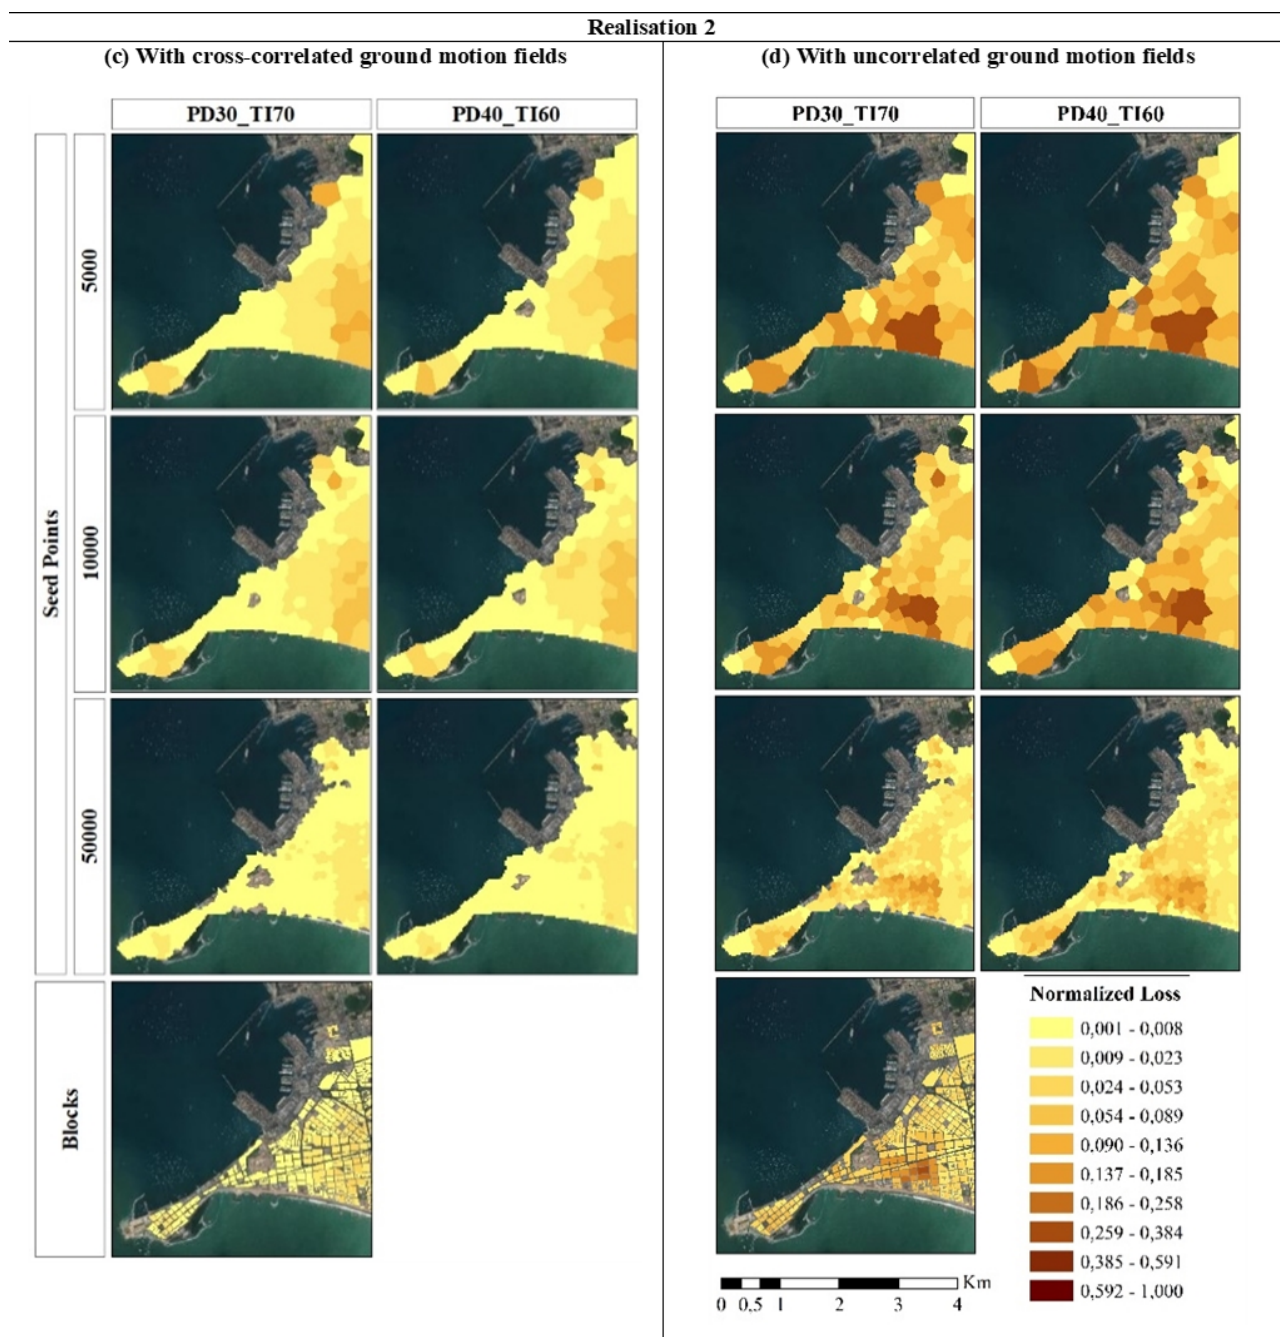 Realisation 2
(c) With cross-correlated ground motion fields
(d) With uncorrelated ground motion fields
PD30_TI70
PD40_TI60
PD30_TI70
PD40_TI60
Seed Points
5000
10000
50000
Blocks
Normalized Loss
0,001 - 0,008
0,009 - 0,023
0,024 - 0,053
0,054 - 0,089
0,090 - 0,136
0,137 - 0,185
0,186 - 0,258
0,259 - 0,384
0,385 - 0,591
0,592 - 1,000
Km
0 0,5 1 2 3 4